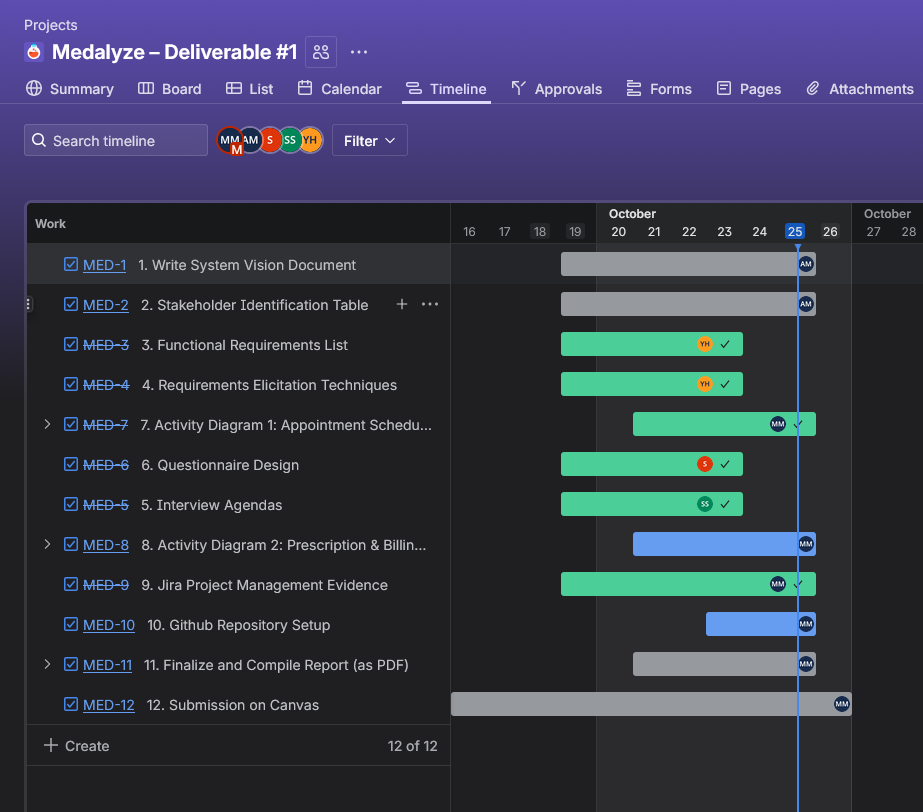 Projects
Medalyze – Deliverable #1
Summary Board List Calendar Timeline Approvals Forms Pages Attachments
Search timeline MM M AM S SS YH Filter
Work October October
16 17 18 19 20 21 22 23 24 25 26 27 28
MED-1 1. Write System Vision Document AM
MED-2 2. Stakeholder Identification Table AM
MED-3 3. Functional Requirements List YH
MED-4 4. Requirements Elicitation Techniques YH
MED-7 7. Activity Diagram 1: Appointment Schedu... MM
MED-6 6. Questionnaire Design S
MED-5 5. Interview Agendas SS
MED-8 8. Activity Diagram 2: Prescription & Billin... MM
MED-9 9. Jira Project Management Evidence MM
MED-10 10. Github Repository Setup MM
MED-11 11. Finalize and Compile Report (as PDF) MM
MED-12 12. Submission on Canvas MM
Create 12 of 12